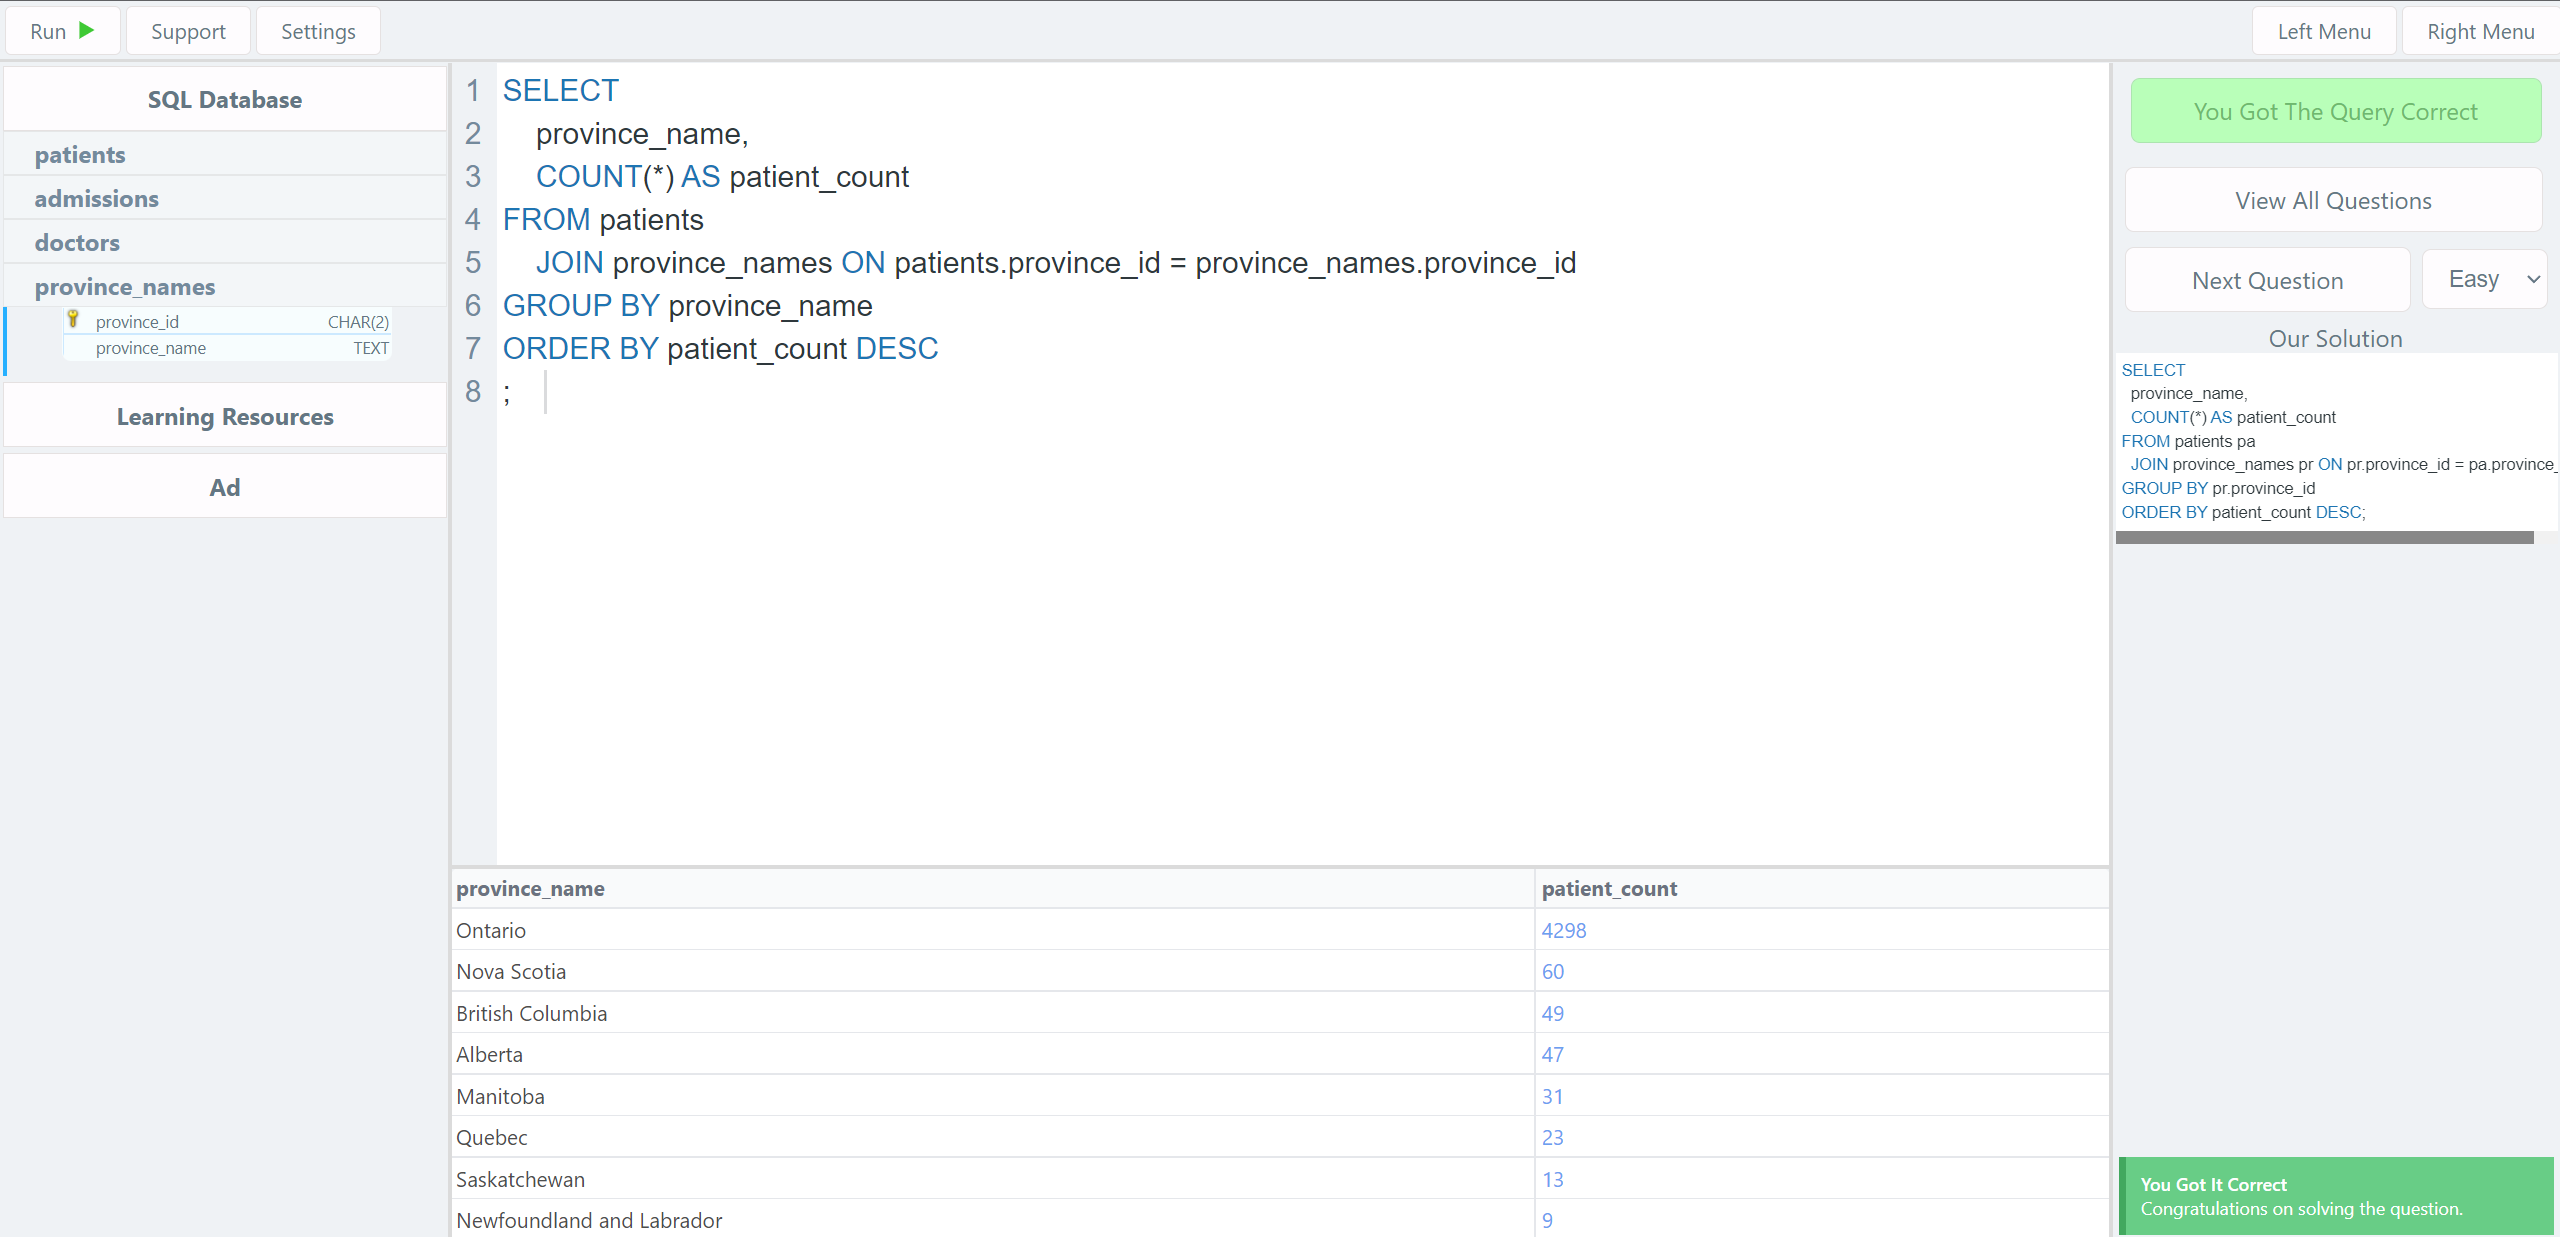 Run
Support
Settings
Left Menu
Right Menu
SQL Database
patients
admissions
doctors
province_names
province_id CHAR(2)
province_name TEXT
Learning Resources
Ad
1 SELECT
2 province_name,
3 COUNT(*) AS patient_count
4 FROM patients
5 JOIN province_names ON patients.province_id = province_names.province_id
6 GROUP BY province_name
7 ORDER BY patient_count DESC
8 ;
province_name patient_count
Ontario 4298
Nova Scotia 60
British Columbia 49
Alberta 47
Manitoba 31
Quebec 23
Saskatchewan 13
Newfoundland and Labrador 9
You Got The Query Correct
View All Questions
Next Question
Easy
Our Solution
SELECT
province_name,
COUNT(*) AS patient_count
FROM patients pa
JOIN province_names pr ON pr.province_id = pa.province_
GROUP BY pr.province_id
ORDER BY patient_count DESC;
You Got It Correct
Congratulations on solving the question.